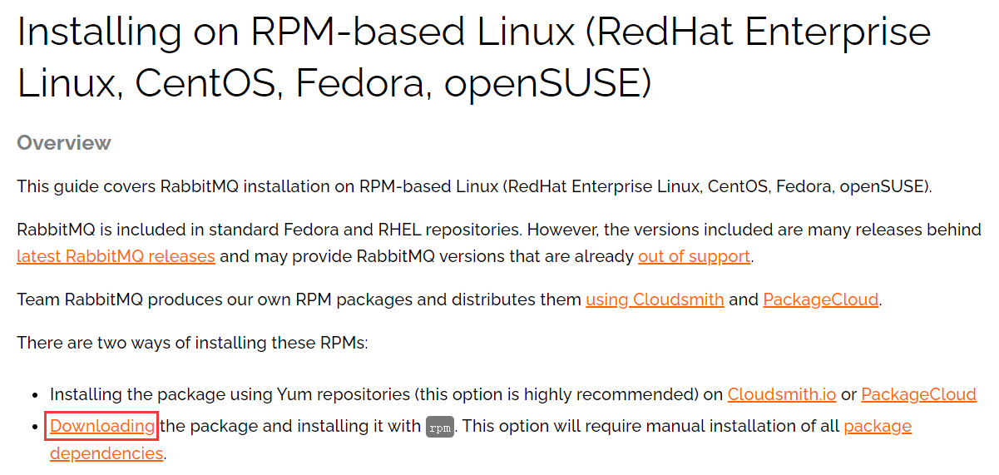 Installing on RPM-based Linux (RedHat Enterprise
Linux, CentOS, Fedora, openSUSE)
Overview
This guide covers RabbitMQ installation on RPM-based Linux (RedHat Enterprise Linux, CentOS, Fedora, openSUSE).
RabbitMQ is included in standard Fedora and RHEL repositories. However, the versions included are many releases behind
latest RabbitMQ releases and may provide RabbitMQ versions that are already out of support.
Team RabbitMQ produces our own RPM packages and distributes them using Cloudsmith and PackageCloud.
There are two ways of installing these RPMs:
• Installing the package using Yum repositories (this option is highly recommended) on Cloudsmith.io or PackageCloud
• Downloading the package and installing it with rpm. This option will require manual installation of all package
dependencies.